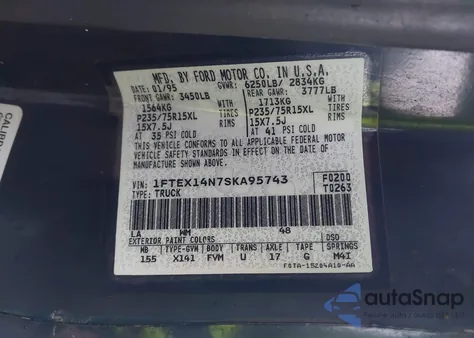 MFD. BY FORD MOTOR CO. IN U.S.A.
DATE: 01/95 GVWR: 6250LB/ 2834KG
FRONT GAWR: 3450LB REAR GAWR: 3777LB
1564KG WITH 1713KG WITH
P235/75R15XL TIRES P235/75R15XL TIRES
15X7.5J RIMS 15X7.5J RIMS
AT 35 PSI COLD AT 41 PSI COLD
THIS VEHICLE CONFORMS TO ALL APPLICABLE FEDERAL MOTOR
VEHICLE SAFETY STANDARDS IN EFFECT ON THE DATE OF
MANUFACTURE SHOWN ABOVE.
VIN: 1FTEX14N7SKA95743 F0200
TYPE: TRUCK T0263
LA WM 48
EXTERIOR PAINT COLORS DSO
WB TYPE-GVM BODY TRANS AXLE TAPE SPRINGS
155 X141 FVM U 17 G M4I
CALIB
autoSnap